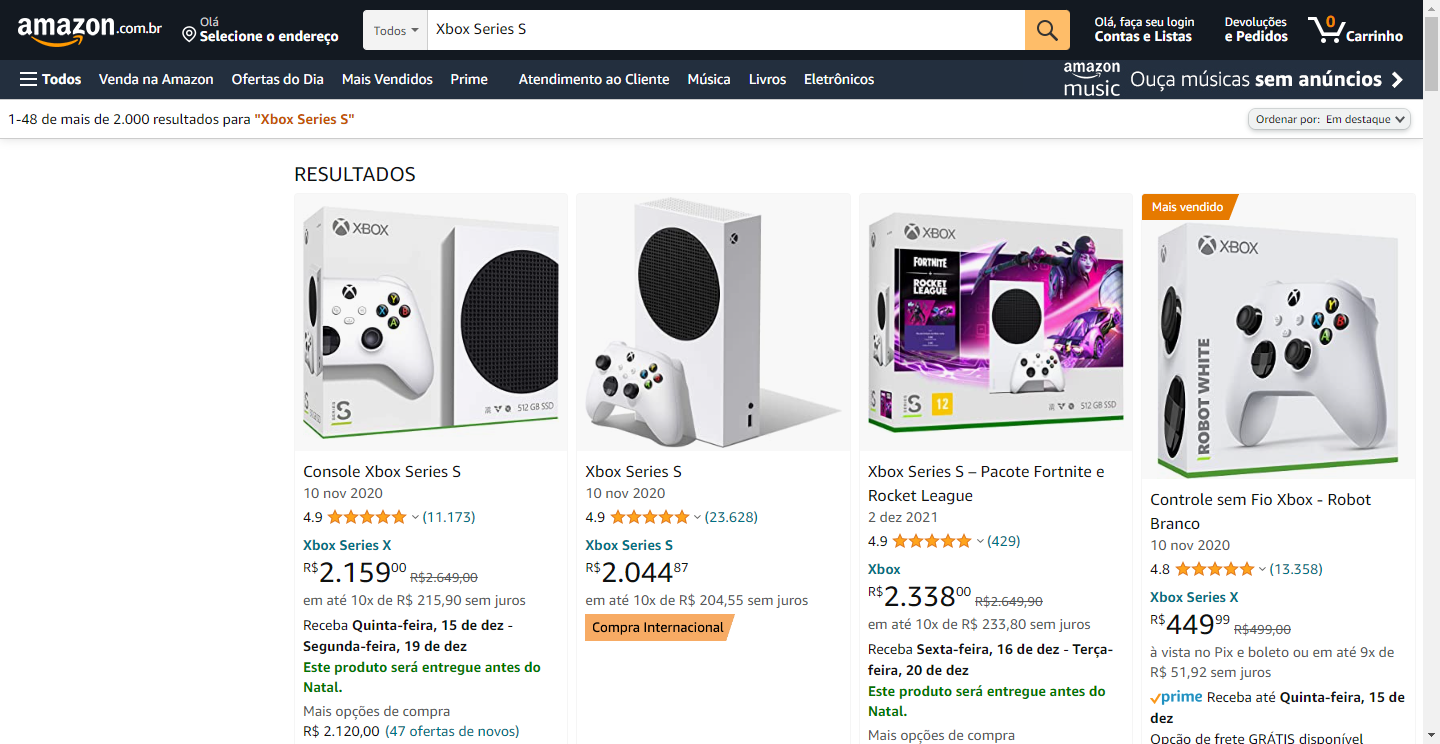 amazon.com.br
Olá
Selecione o endereço
Todos
Xbox Series S
Olá, faça seu login
Contas e Listas
Devoluções
e Pedidos
0
Carrinho
Todos
Venda na Amazon
Ofertas do Dia
Mais Vendidos
Prime
Atendimento ao Cliente
Música
Livros
Eletrônicos
amazon
music
Ouça músicas sem anúncios
1-48 de mais de 2.000 resultados para "Xbox Series S"
Ordenar por: Em destaque
RESULTADOS
XBOX
SERIES S
512 GB SSD
Console Xbox Series S
10 nov 2020
4.9 (11.173)
Xbox Series X
R$2.15900 R$2.649,00
em até 10x de R$ 215,90 sem juros
Receba Quinta-feira, 15 de dez -
Segunda-feira, 19 de dez
Este produto será entregue antes do
Natal.
Mais opções de compra
R$ 2.120,00 (47 ofertas de novos)
Xbox Series S
10 nov 2020
4.9 (23.628)
Xbox Series S
R$2.04487
em até 10x de R$ 204,55 sem juros
Compra Internacional
XBOX
FORTNITE
+
ROCKET
LEAGUE
SERIES S
12
512 GB SSD
Xbox Series S – Pacote Fortnite e
Rocket League
2 dez 2021
4.9 (429)
Xbox
R$2.33800 R$2.649,90
em até 10x de R$ 233,80 sem juros
Receba Sexta-feira, 16 de dez - Terça-
feira, 20 de dez
Este produto será entregue antes do
Natal.
Mais opções de compra
Mais vendido
XBOX
Y
X
B
A
ROBOT WHITE
Controle sem Fio Xbox - Robot
Branco
10 nov 2020
4.8 (13.358)
Xbox Series X
R$44999 R$499,00
à vista no Pix e boleto ou em até 9x de
R$ 51,92 sem juros
prime Receba até Quinta-feira, 15 de
dez
Opção de frete GRÁTIS disponível